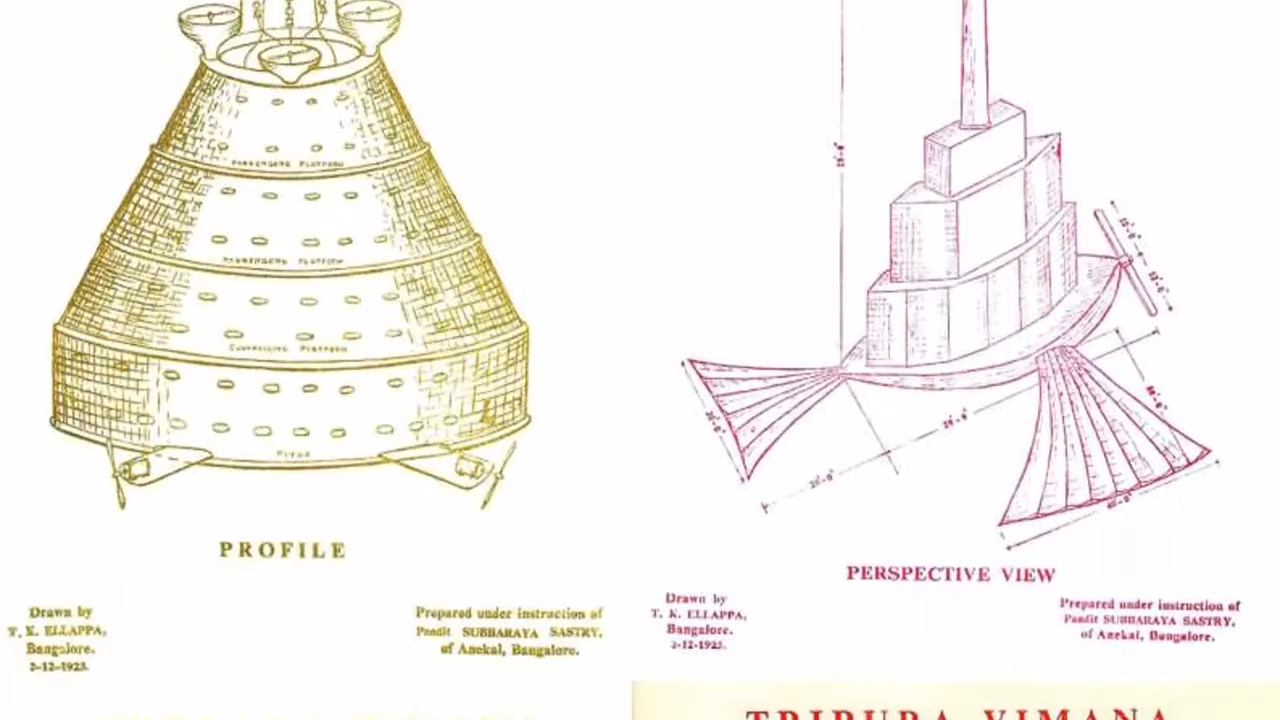 PASSENGERS PLATFORM
PASSENGERS PLATFORM
CONTROLLING PLATFORM
PROFILE
Drawn by
T. K. ELLAPPA,
Bangalore.
2-12-1923.
Prepared under instruction of
Pandit SUBBARAYA SASTRY,
of Anekal, Bangalore.
PERSPECTIVE VIEW
Drawn by
T. K. ELLAPPA,
Bangalore.
2-12-1923.
Prepared under instruction of
Pandit SUBBARAYA SASTRY,
of Anekal, Bangalore.
TRIPURA VIMANA